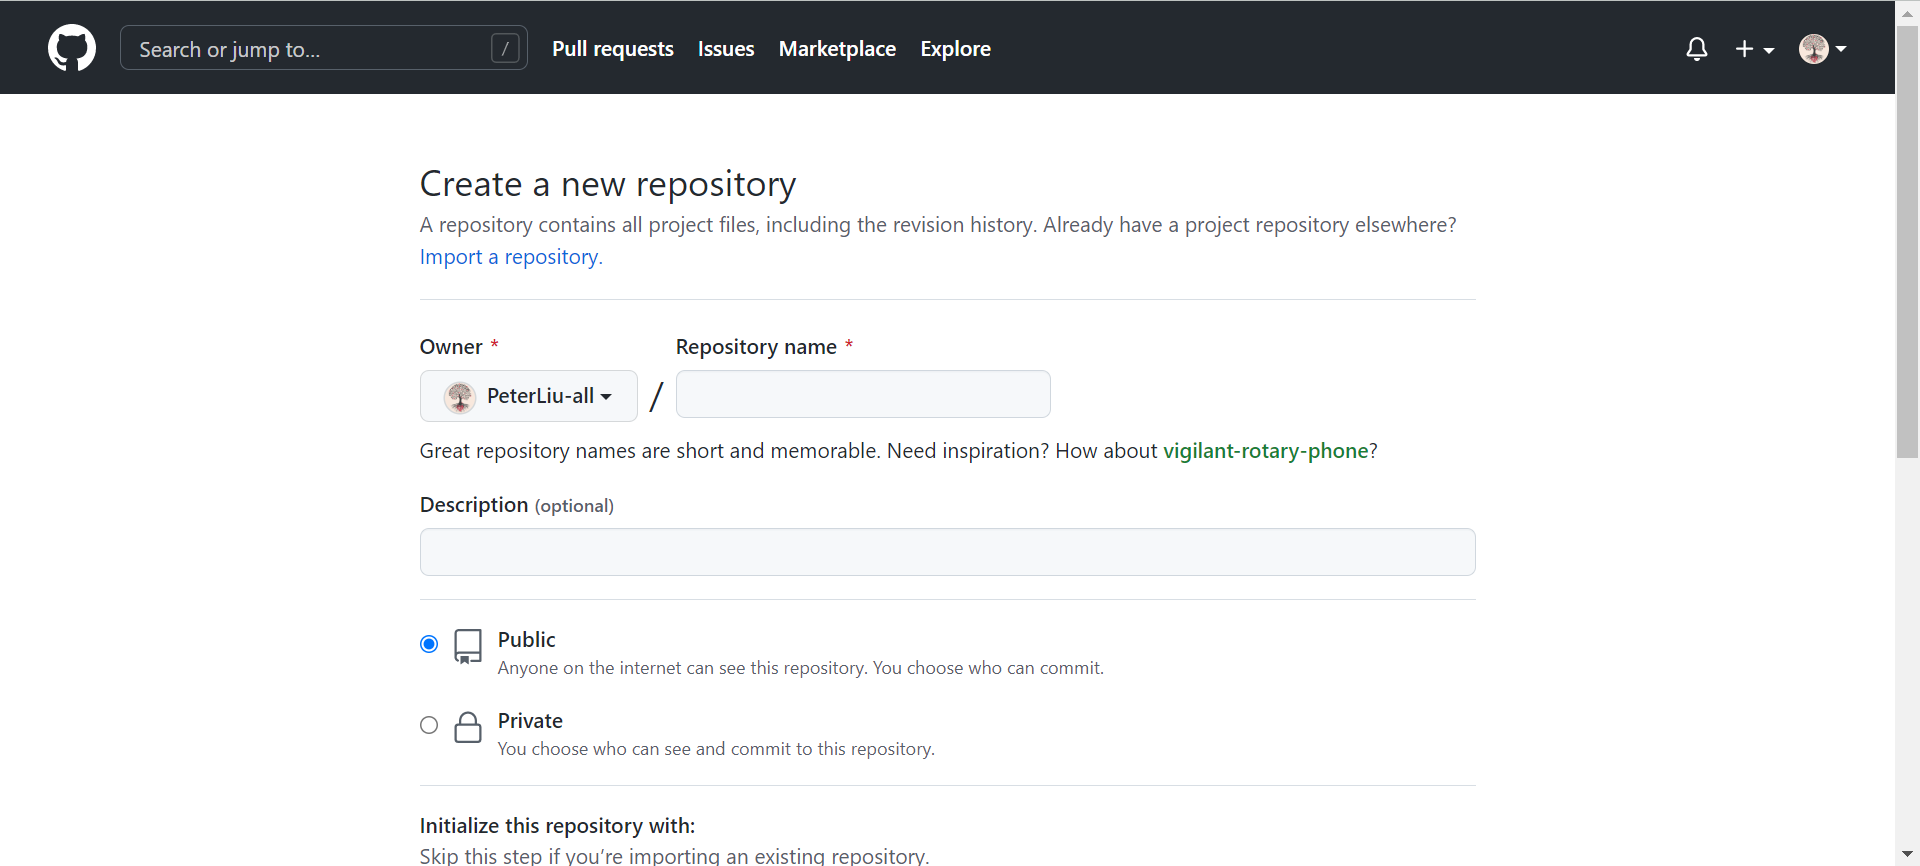 Search or jump to... / Pull requests Issues Marketplace Explore
Create a new repository
A repository contains all project files, including the revision history. Already have a project repository elsewhere?
Import a repository.
Owner * Repository name *
PeterLiu-all /
Great repository names are short and memorable. Need inspiration? How about vigilant-rotary-phone?
Description (optional)
Public
Anyone on the internet can see this repository. You choose who can commit.
Private
You choose who can see and commit to this repository.
Initialize this repository with:
Skip this step if you’re importing an existing repository.